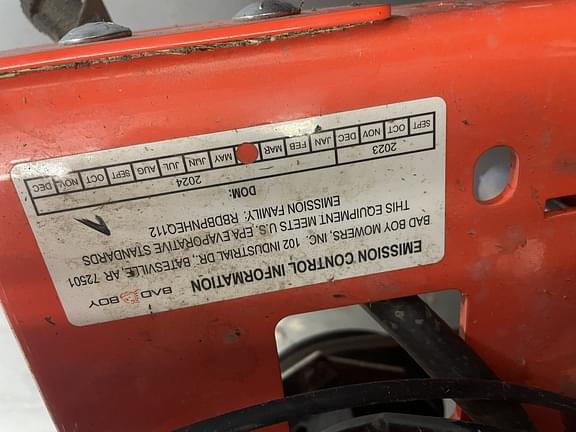 EMISSION CONTROL INFORMATION
BAD BOY
BAD BOY MOWERS, INC. 102 INDUSTRIAL DR., BATESVILLE, AR 72501
THIS EQUIPMENT MEETS U.S. EPA EVAPORATIVE STANDARDS
EMISSION FAMILY: RBDBPNHEQ112
DOM:
2023 2024
SEPT OCT NOV DEC JAN FEB MAR MAY JUN JUL AUG SEPT OCT NOV DEC